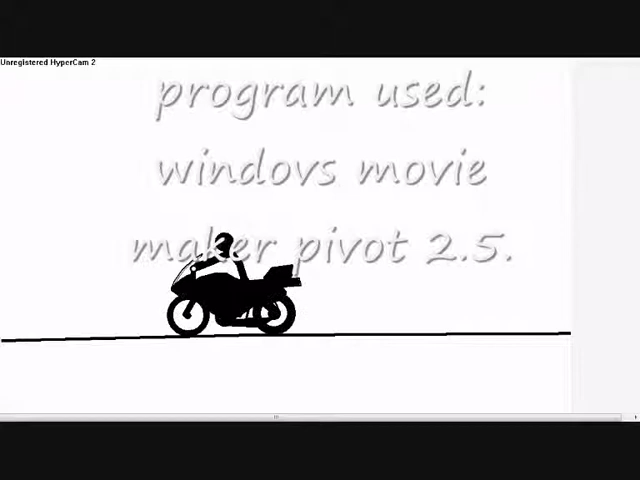 Unregistered HyperCam 2
program used:
windovs movie
maker pivot 2.5.